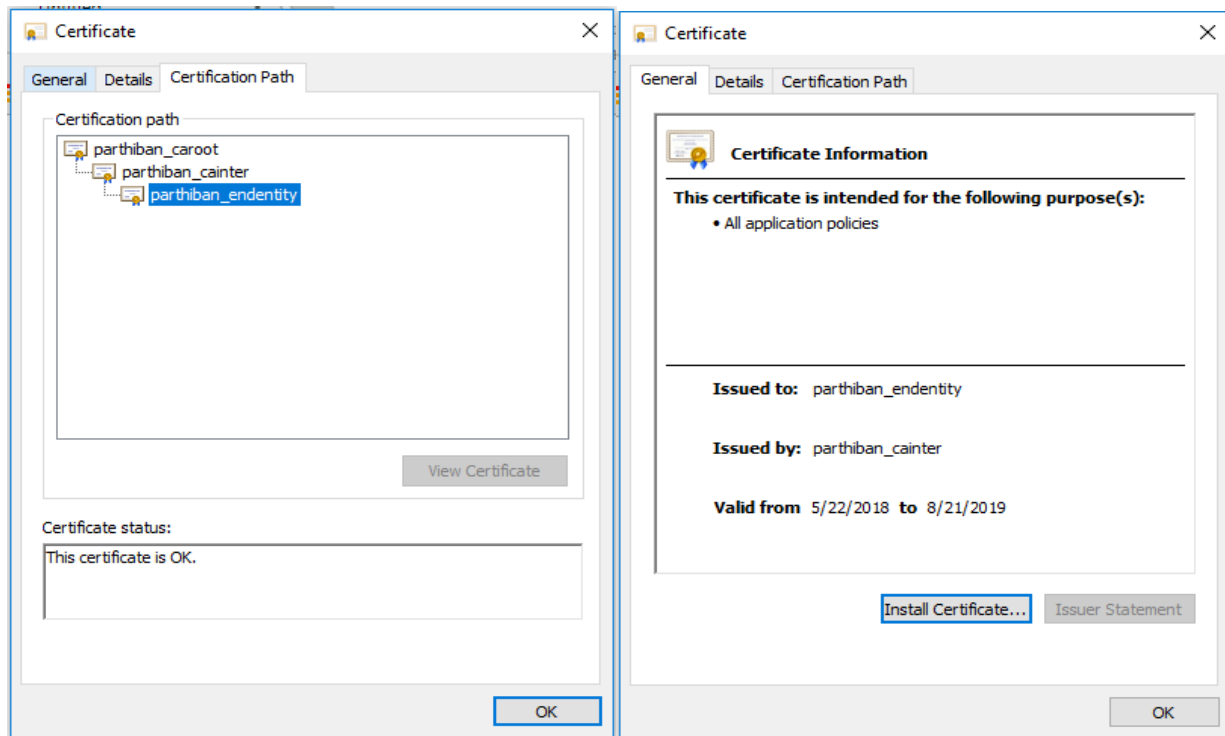 Untitled
Certificate
General Details Certification Path
Certification path
parthiban_caroot
parthiban_cainter
parthiban_endentity
View Certificate
Certificate status:
This certificate is OK.
OK
Certificate
General Details Certification Path
Certificate Information
This certificate is intended for the following purpose(s):
• All application policies
Issued to: parthiban_endentity
Issued by: parthiban_cainter
Valid from 5/22/2018 to 8/21/2019
Install Certificate... Issuer Statement
OK